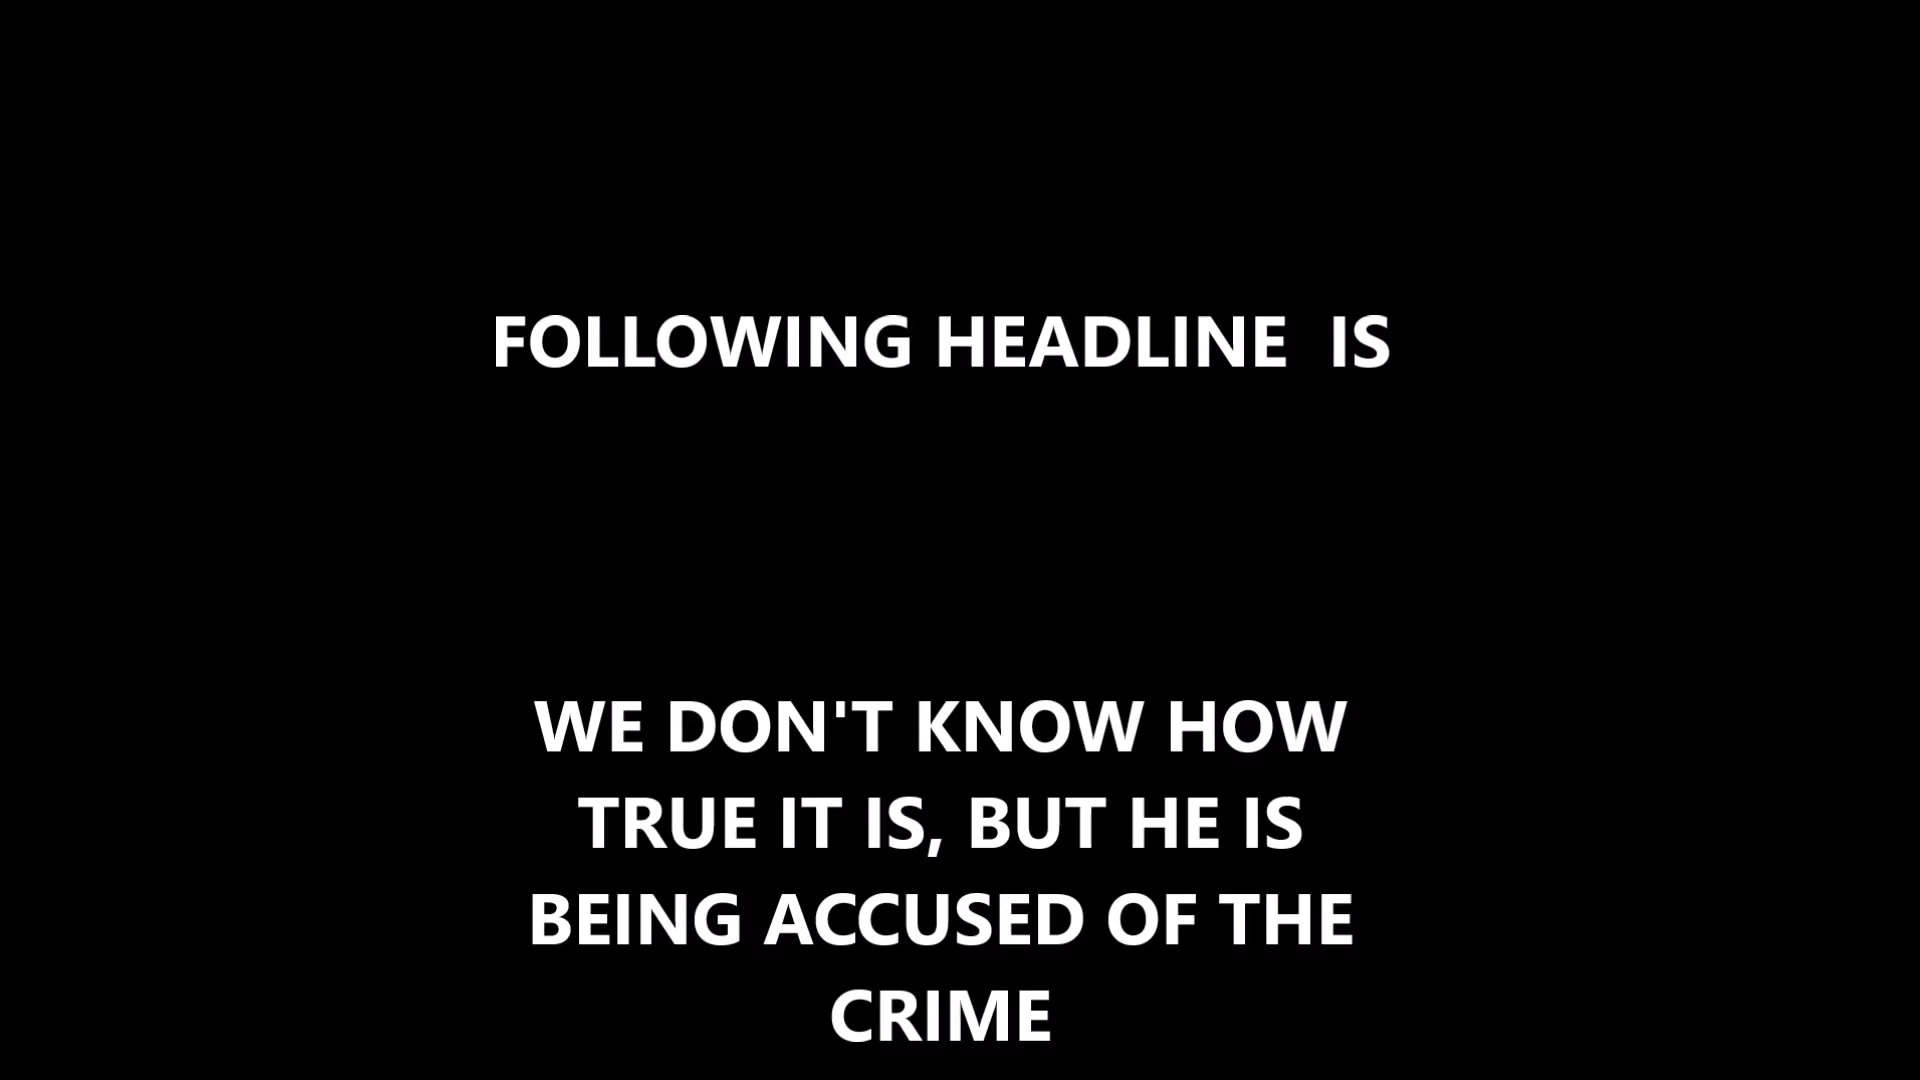 FOLLOWING HEADLINE  IS
WE DON'T KNOW HOW
TRUE IT IS, BUT HE IS
BEING ACCUSED OF THE
CRIME